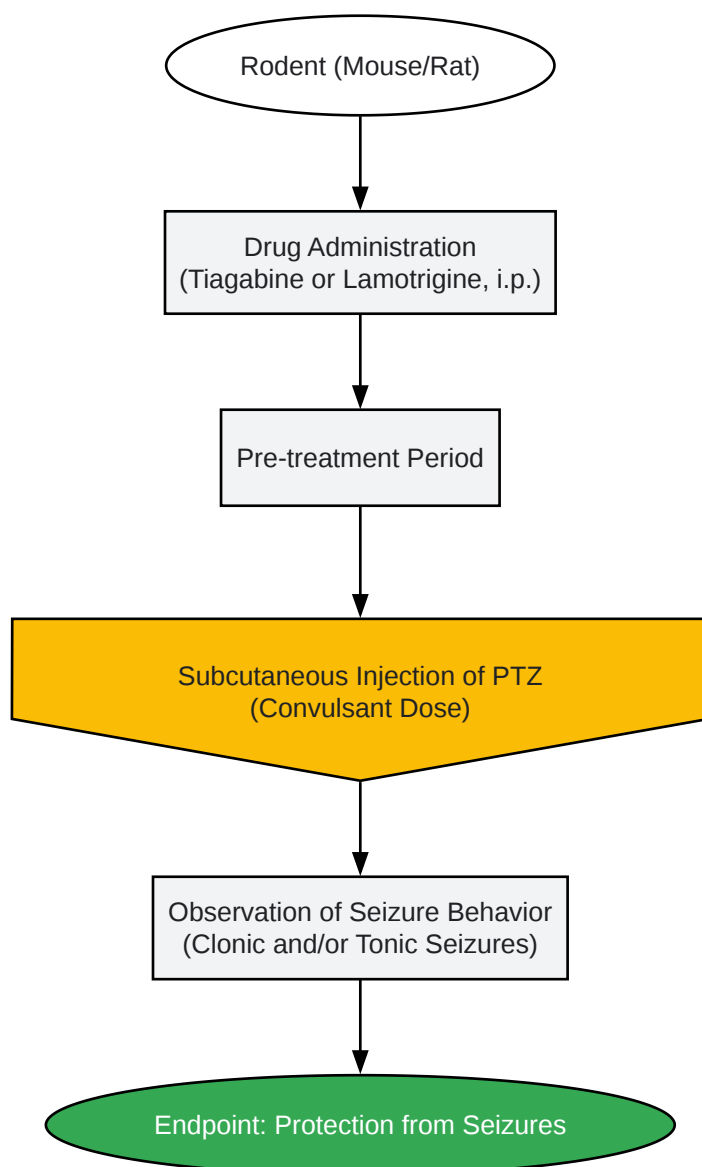 Rodent (Mouse/Rat)
Drug Administration
(Tiagabine or Lamotrigine, i.p.)
Pre-treatment Period
Subcutaneous Injection of PTZ
(Convulsant Dose)
Observation of Seizure Behavior
(Clonic and/or Tonic Seizures)
Endpoint: Protection from Seizures